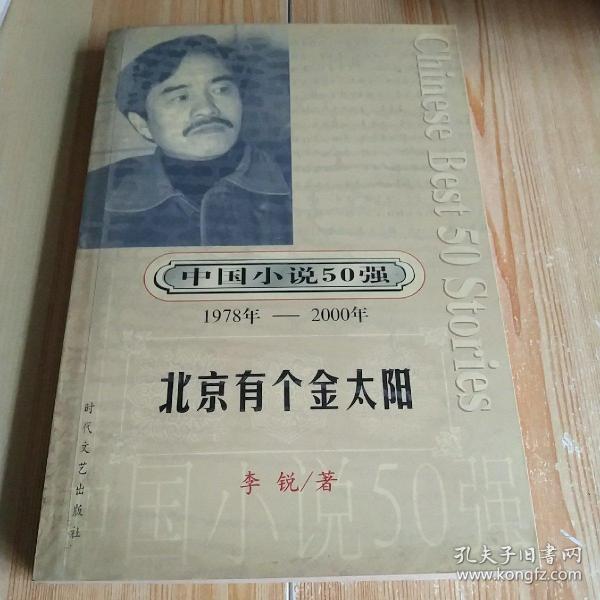 Chinese Best 50 Stories
中国小说50强
1978年 — 2000年
北京有个金太阳
李锐/著
时代文艺出版社
中国小说50强
孔夫子旧书网
www.kongfz.com